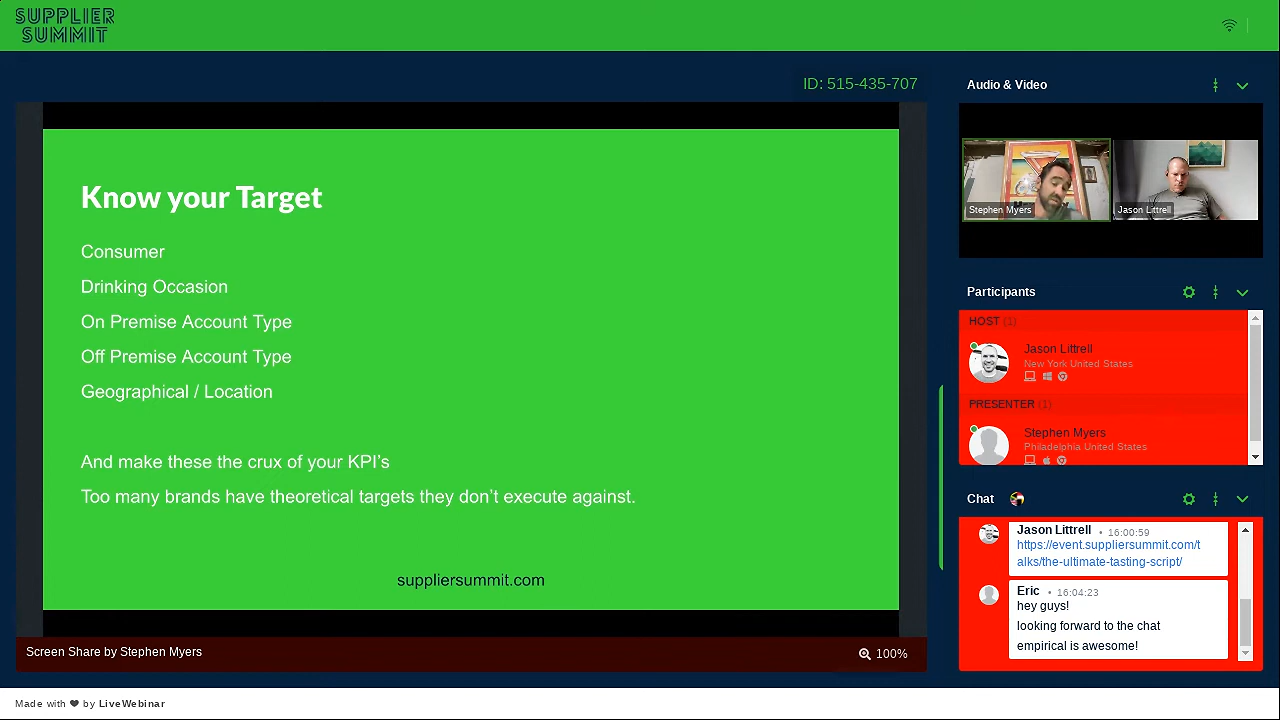 SUPPLIER
SUMMIT
ID: 515-435-707
Know your Target
Consumer
Drinking Occasion
On Premise Account Type
Off Premise Account Type
Geographical / Location
And make these the crux of your KPI's
Too many brands have theoretical targets they don't execute against.
suppliersummit.com
Screen Share by Stephen Myers
100%
Audio & Video
Stephen Myers
Jason Littrell
Participants
HOST (1)
Jason Littrell
New York United States
PRESENTER (1)
Stephen Myers
Philadelphia United States
Chat
Jason Littrell • 16:00:59
https://event.suppliersummit.com/t
alks/the-ultimate-tasting-script/
Eric • 16:04:23
hey guys!
looking forward to the chat
empirical is awesome!
Made with ❤ by LiveWebinar